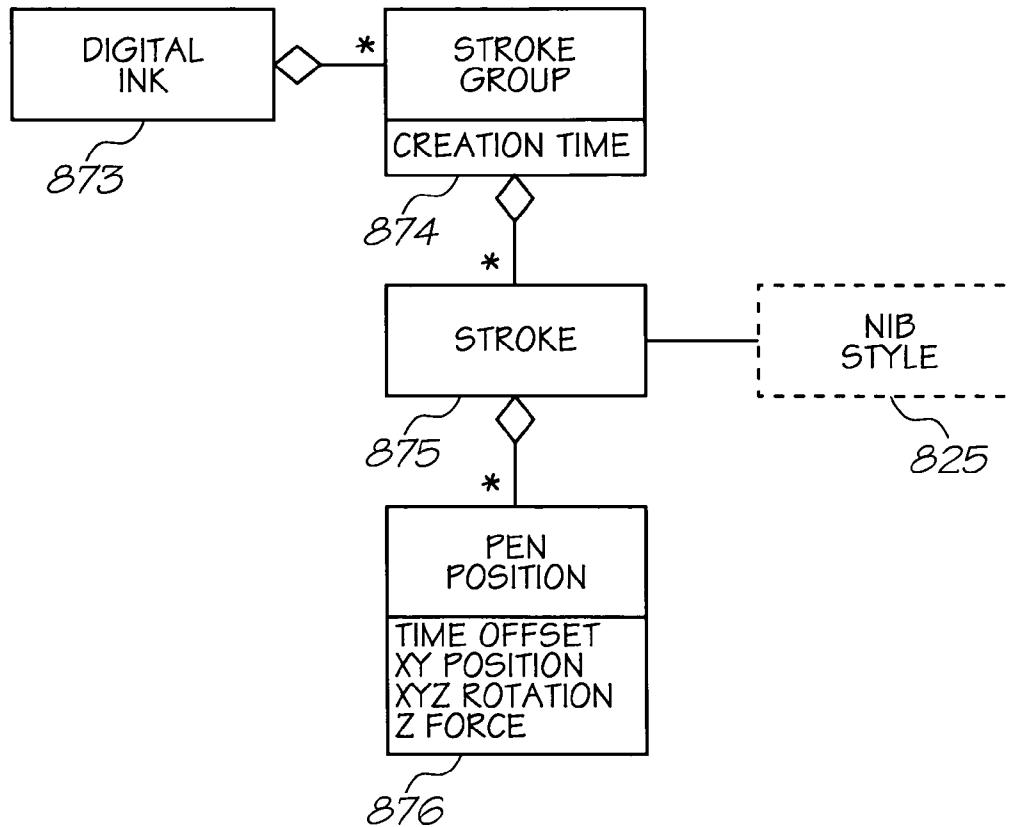 DIGITAL
INK
*
STROKE
GROUP
CREATION TIME
873
874
*
STROKE
NIB
STYLE
875
825
*
PEN
POSITION
TIME OFFSET
XY POSITION
XYZ ROTATION
Z FORCE
876